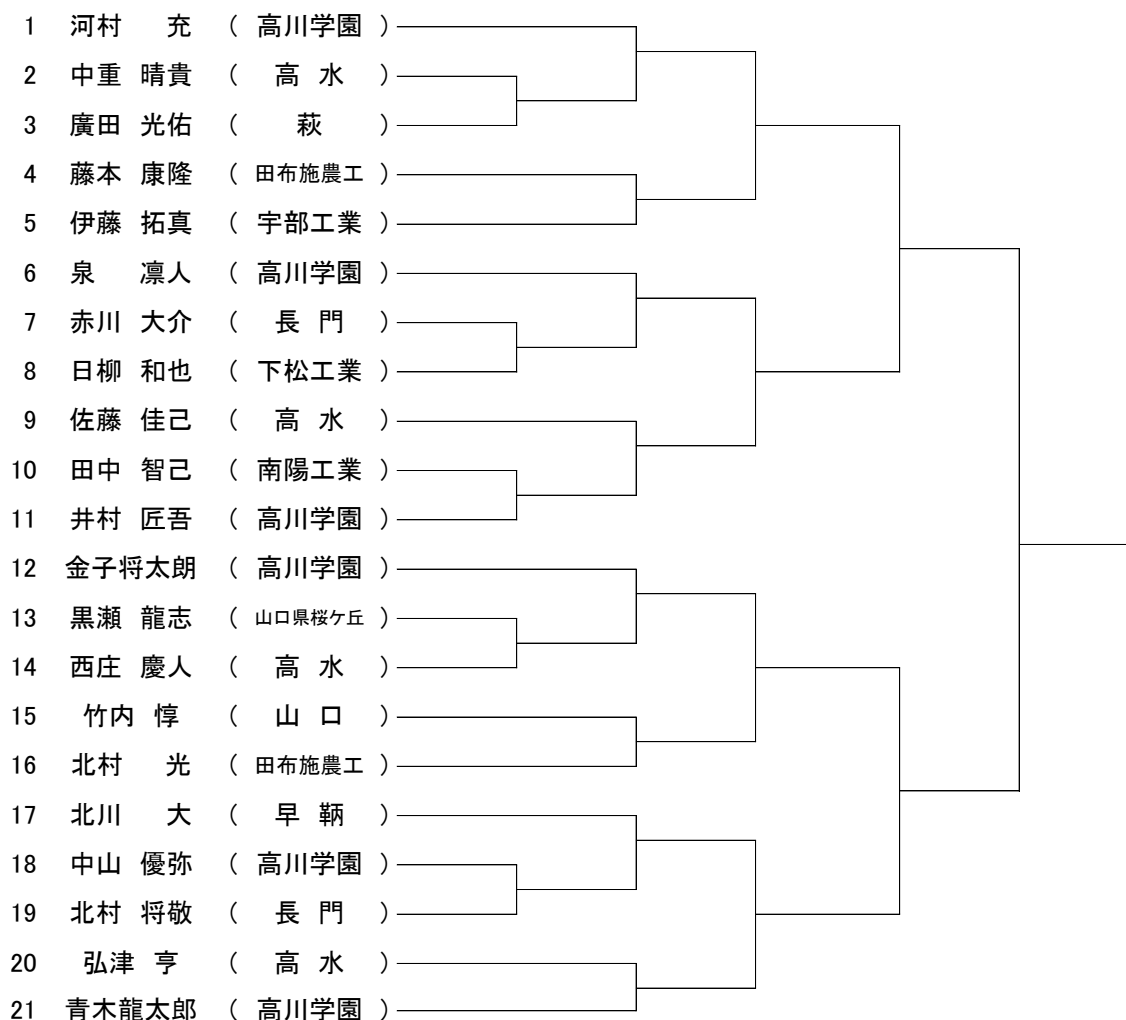 1 河村 充 ( 高川学園 )
2 中重 晴貴 ( 高 水 )
3 廣田 光佑 ( 萩 )
4 藤本 康隆 ( 田布施農工 )
5 伊藤 拓真 ( 宇部工業 )
6 泉 凛人 ( 高川学園 )
7 赤川 大介 ( 長 門 )
8 日柳 和也 ( 下松工業 )
9 佐藤 佳己 ( 高 水 )
10 田中 智己 ( 南陽工業 )
11 井村 匠吾 ( 高川学園 )
12 金子将太朗 ( 高川学園 )
13 黒瀬 龍志 ( 山口県桜ケ丘 )
14 西庄 慶人 ( 高 水 )
15 竹内 惇 ( 山 口 )
16 北村 光 ( 田布施農工 )
17 北川 大 ( 早 鞆 )
18 中山 優弥 ( 高川学園 )
19 北村 将敬 ( 長 門 )
20 弘津 亨 ( 高 水 )
21 青木龍太郎 ( 高川学園 )